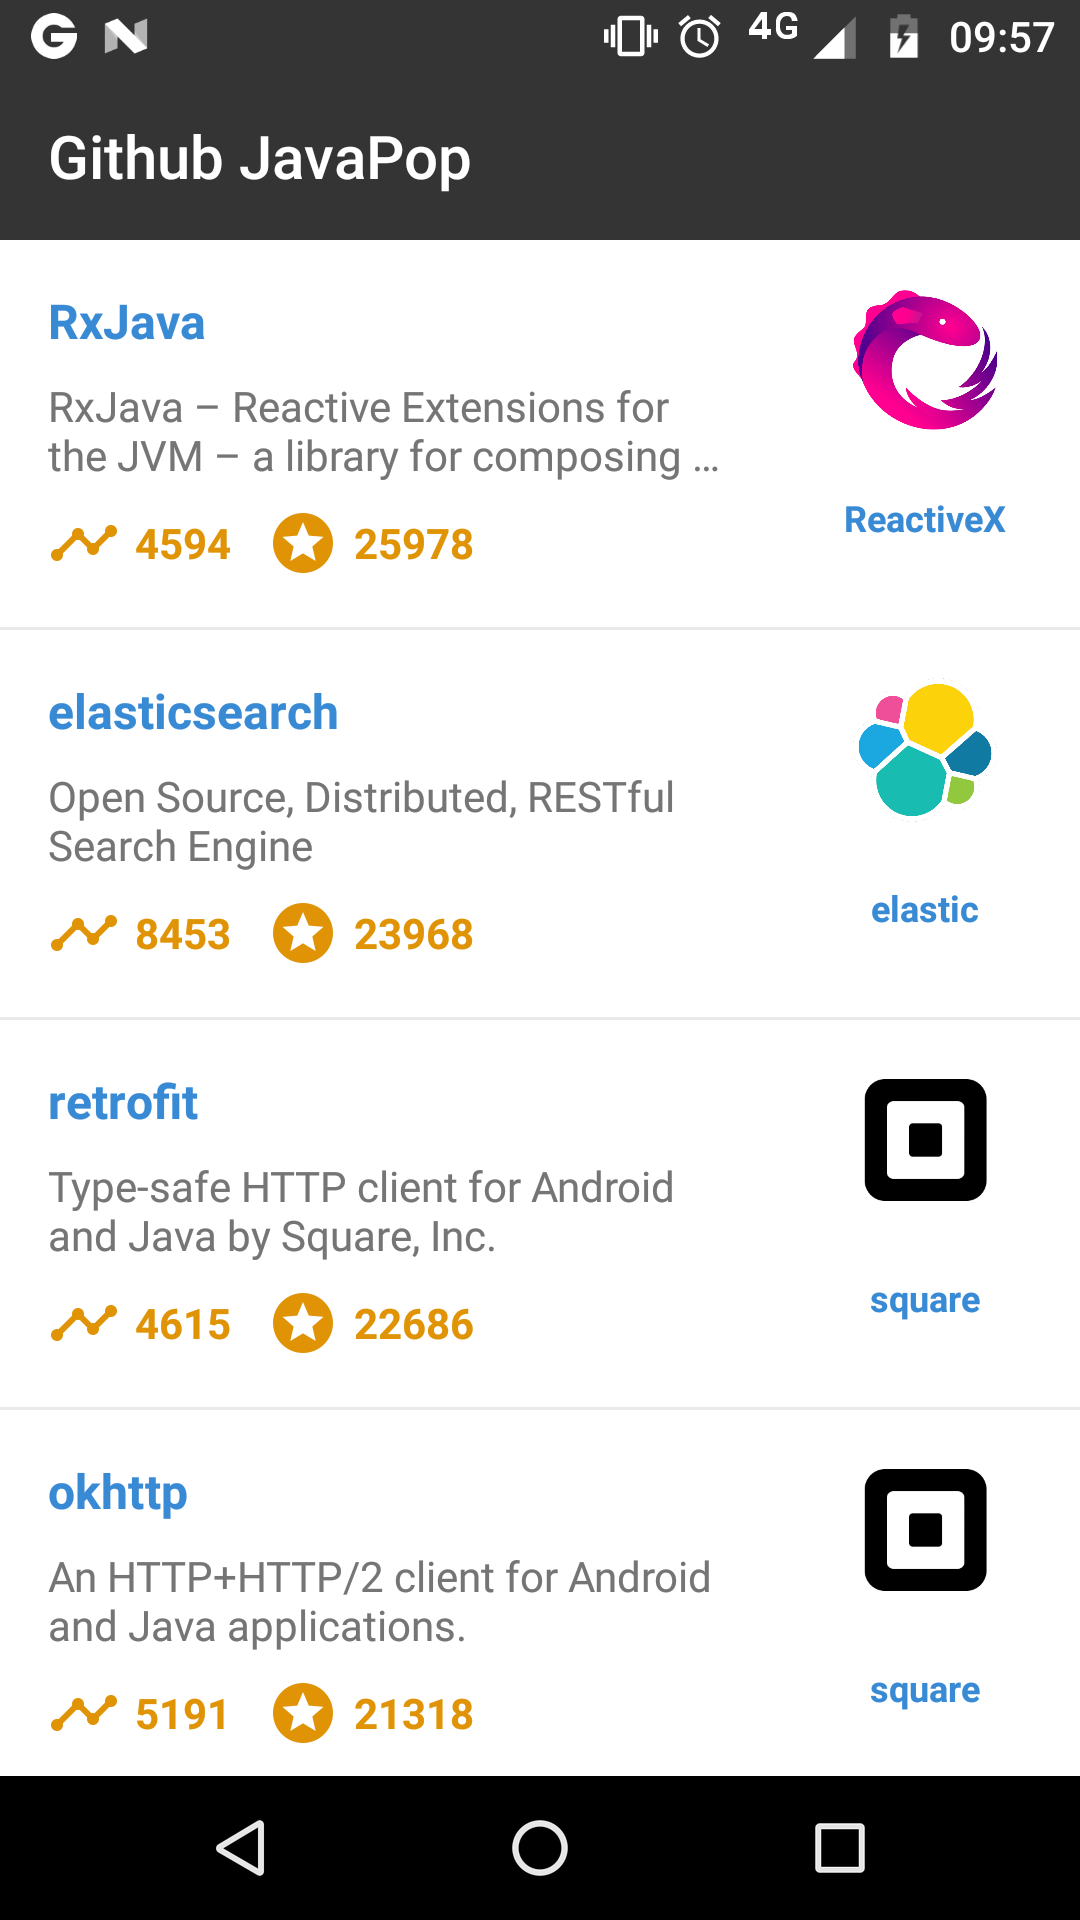 4G 09:57
Github JavaPop
RxJava
RxJava – Reactive Extensions for
the JVM – a library for composing ...
4594 25978
ReactiveX
elasticsearch
Open Source, Distributed, RESTful
Search Engine
8453 23968
elastic
retrofit
Type-safe HTTP client for Android
and Java by Square, Inc.
4615 22686
square
okhttp
An HTTP+HTTP/2 client for Android
and Java applications.
5191 21318
square